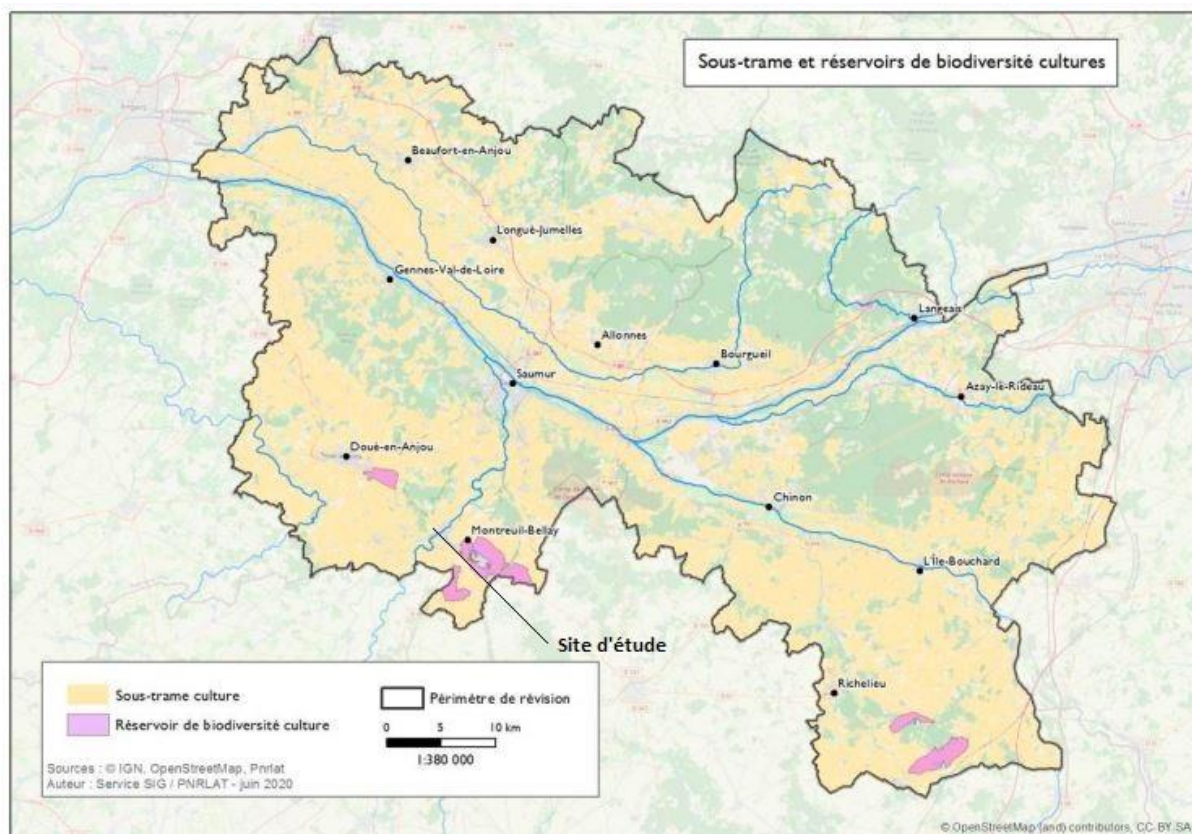 Sous-trame et réservoirs de biodiversité cultures
Beaufort-en-Anjou
Longué-Jumelles
Gennes-Val-de-Loire
Langeais
Allonnes
Bourgueil
Saumur
Azay-le-Rideau
Doué-en-Anjou
Chinon
Montreuil-Bellay
L'Île-Bouchard
Site d'étude
Richelieu
Sous-trame culture
Réservoir de biodiversité culture
Périmètre de révision
0 5 10 km
1:380 000
Sources : © IGN, OpenStreetMap, Pnrlat
Auteur : Service SIG / PNRLAT - juin 2020
© OpenStreetMap (and) contributors, CC-BY-SA